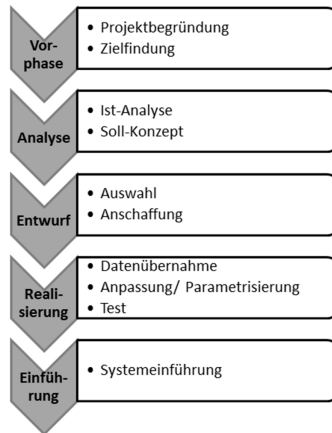 Vor-
phase
• Projektbegründung
• Zielfindung
Analyse
• Ist-Analyse
• Soll-Konzept
Entwurf
• Auswahl
• Anschaffung
Reali-
sierung
• Datenübernahme
• Anpassung/ Parametrisierung
• Test
Einfüh-
rung
• Systemeinführung